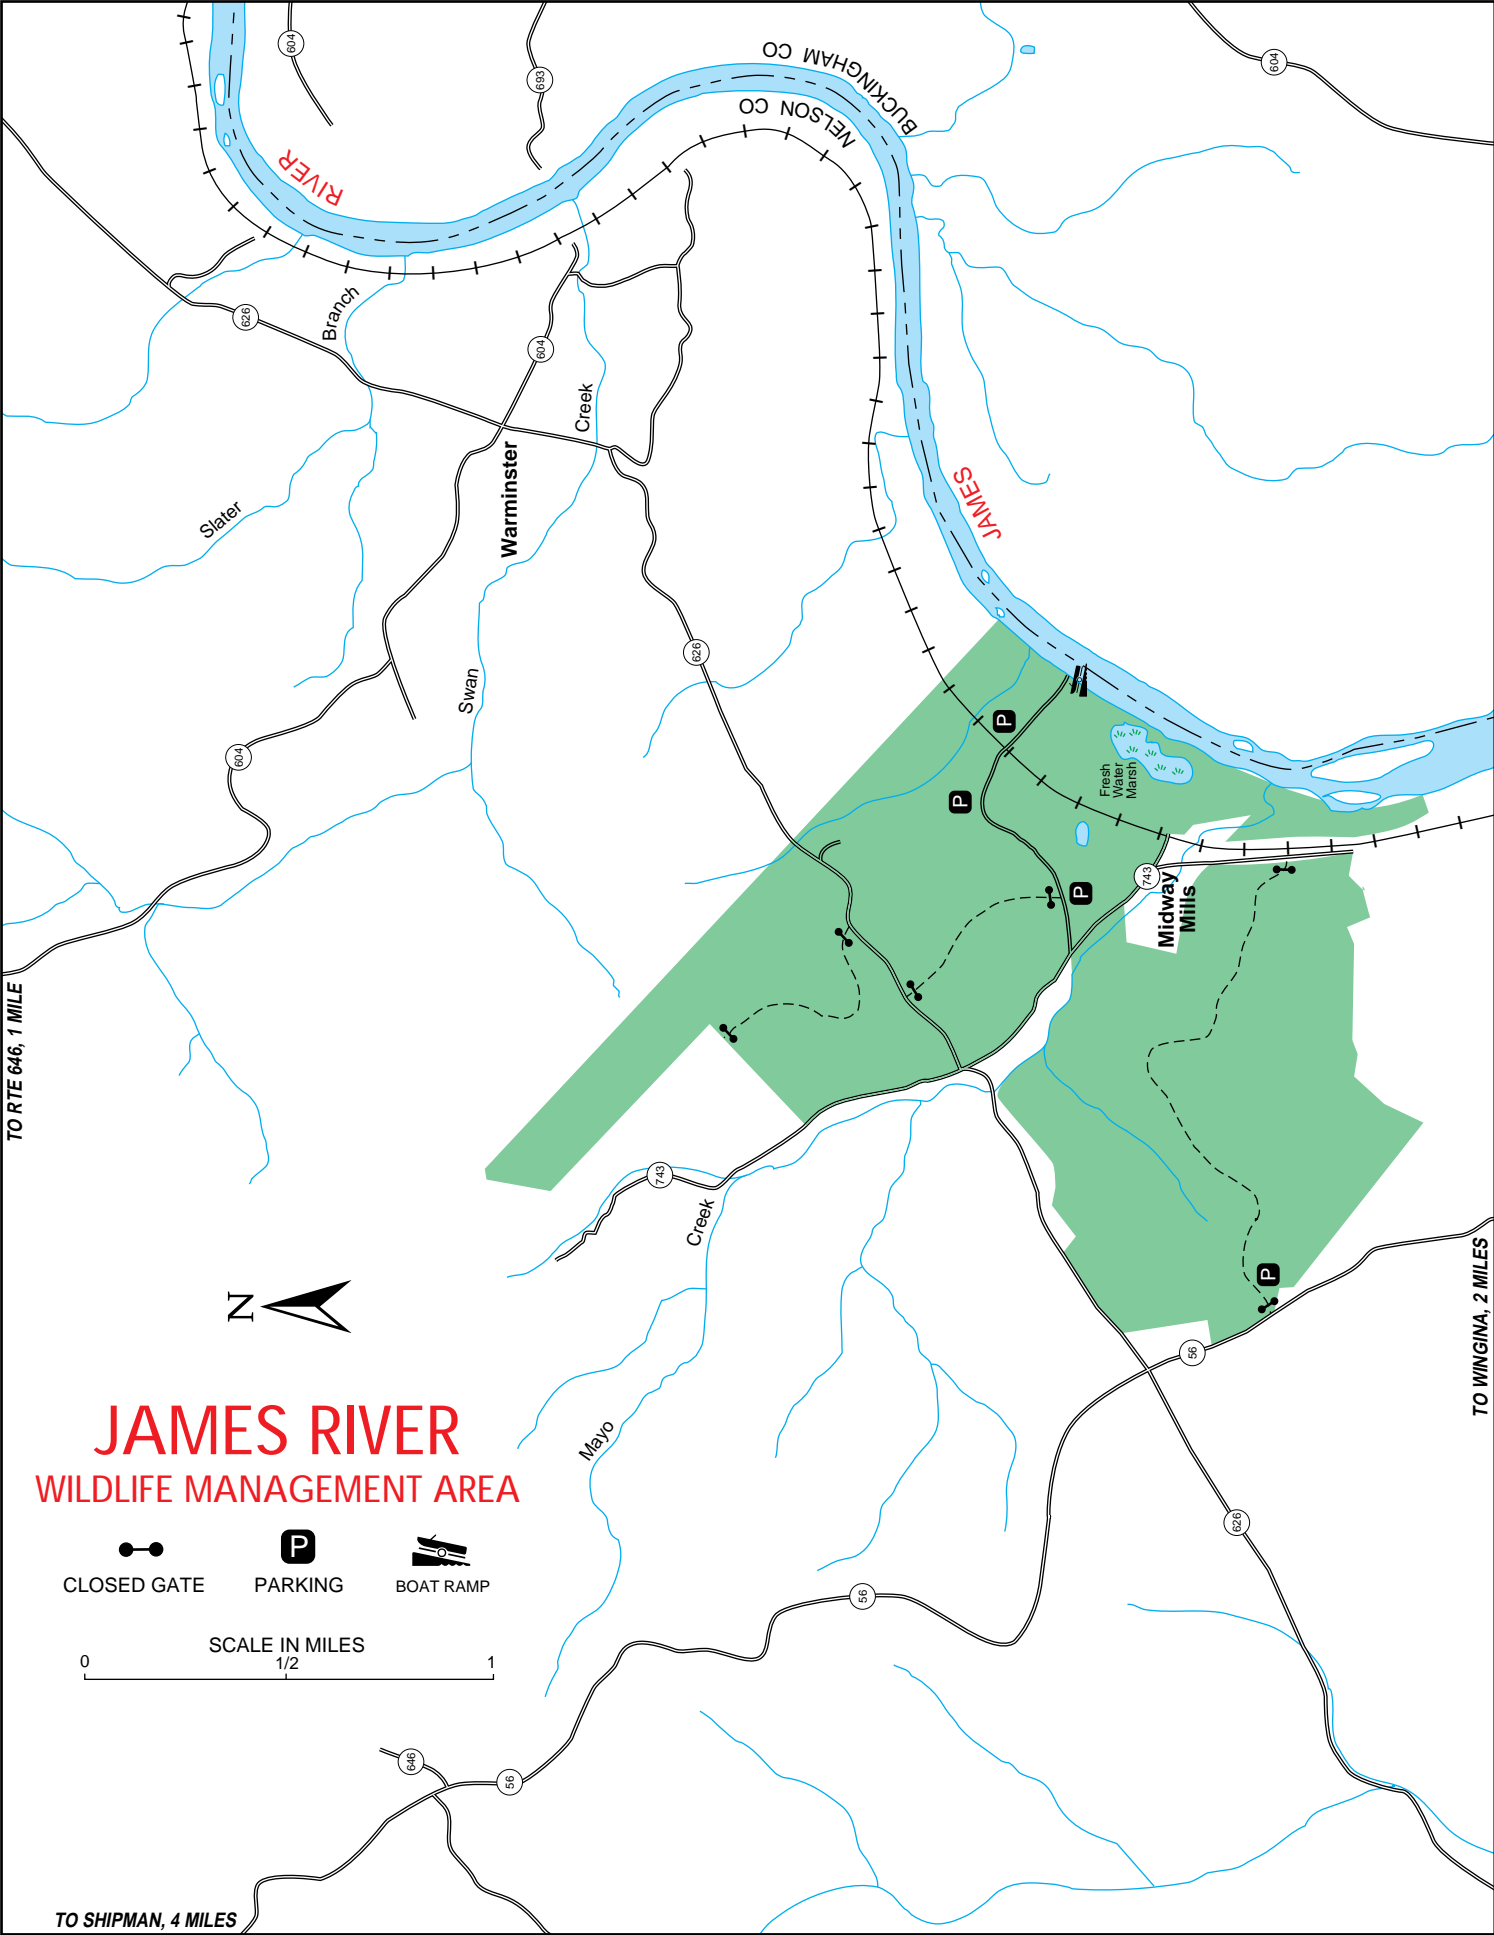 604
693
BUCKINGHAM CO
NELSON CO
604
RIVER
626
Branch
604
Creek
Warminster
Slater
JAMES
626
Swan
604
P
P
Fresh
Water
Marsh
P
743
Midway
Mills
TO RTE 646, 1 MILE
743
Creek
P
56
TO WINGINA, 2 MILES
N
JAMES RIVER
WILDLIFE MANAGEMENT AREA
Mayo
626
P
CLOSED GATE
PARKING
BOAT RAMP
56
SCALE IN MILES
0
1/2
1
646
56
TO SHIPMAN, 4 MILES